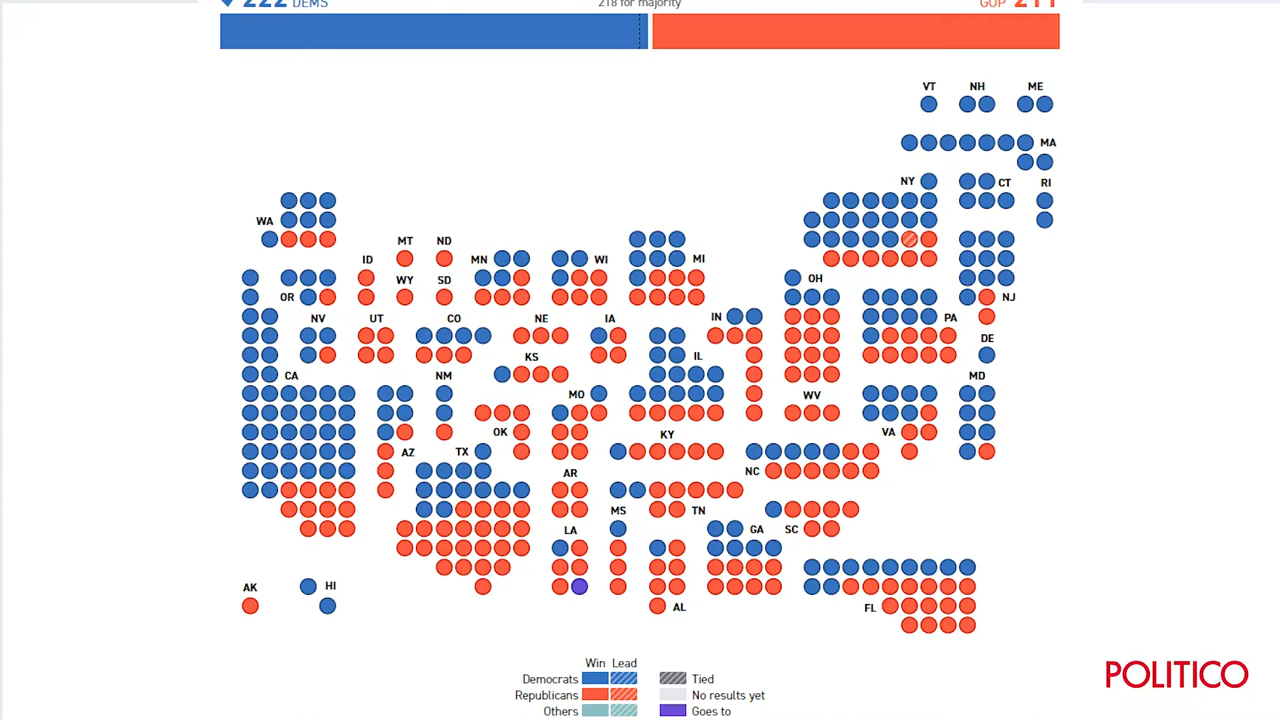 222 DEMS
218 for majority
GOP 211
VT NH ME
MA
NY CT RI
WA
MT ND
ID MN WI MI
OH
WY SD
OR NJ
NV UT CO NE IA IN PA
DE
KS IL
CA NM MD
MO WV
OK KY VA
AZ TX
NC
AR
MS TN
LA GA SC
AK HI
AL FL
Win Lead
Democrats Tied
Republicans No results yet
Others Goes to
POLITICO